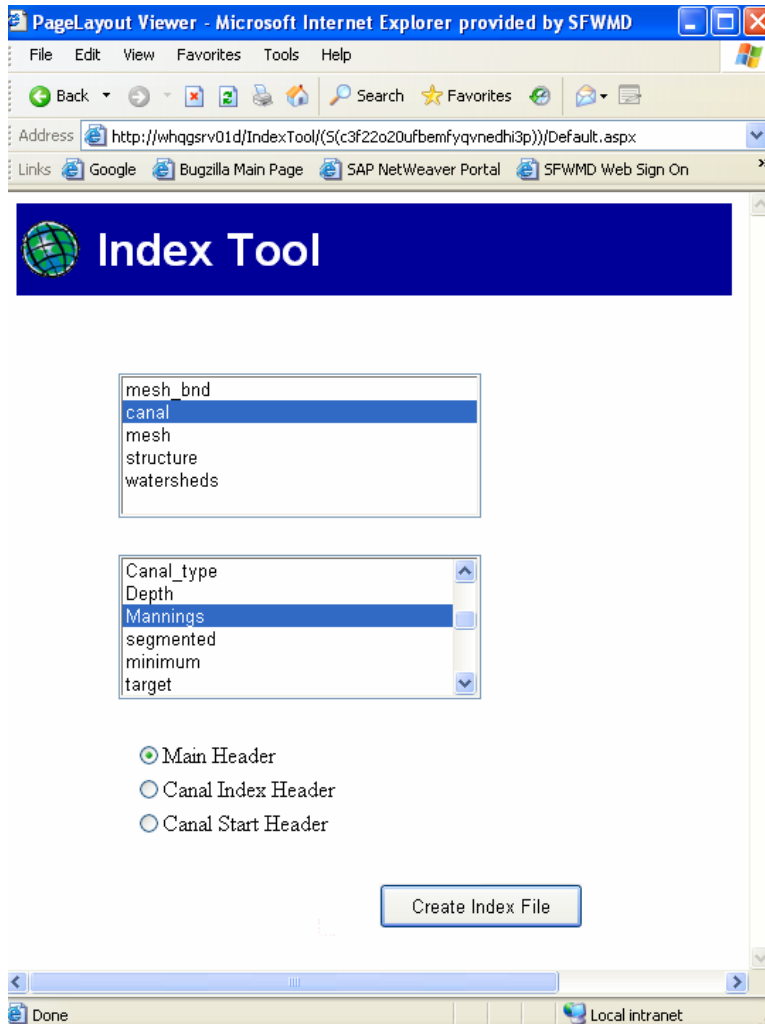 PageLayout Viewer - Microsoft Internet Explorer provided by SFWMD
File Edit View Favorites Tools Help
Back Search Favorites
Address http://whqgsrv01d/IndexTool/(S(c3f22o20ufbemfyqvnedhi3p))/Default.aspx
Links Google Bugzilla Main Page SAP NetWeaver Portal SFWMD Web Sign On »
Index Tool
mesh_bnd
canal
mesh
structure
watersheds
Canal_type
Depth
Mannings
segmented
minimum
target
Main Header
Canal Index Header
Canal Start Header
Create Index File
Done Local intranet